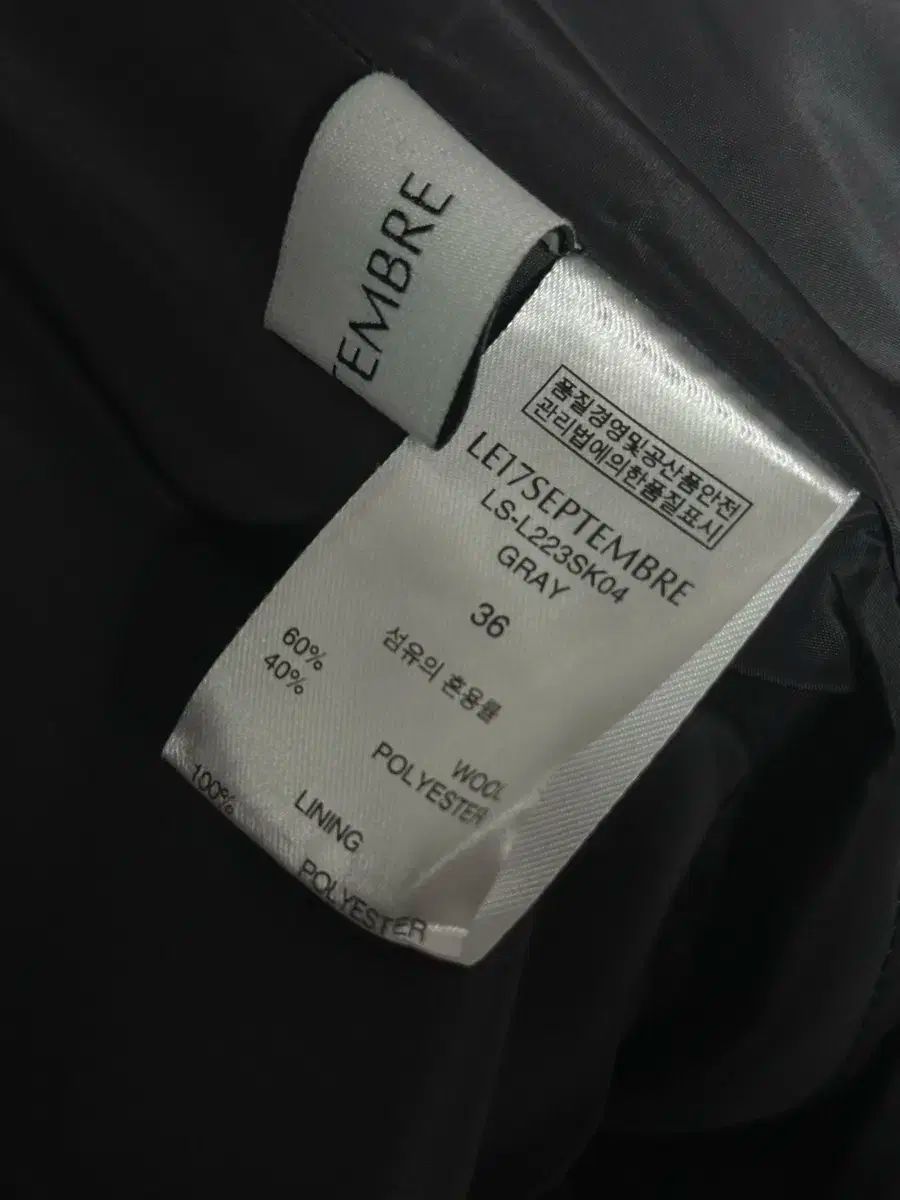 TEMBRE
품질경영및공산품안전
관리법에의한품질표시
LE17SEPTEMBRE
LS-L223SK04
GRAY
36
섬유의 혼용률
60% WOOL
40% POLYESTER
LINING
100% POLYESTER